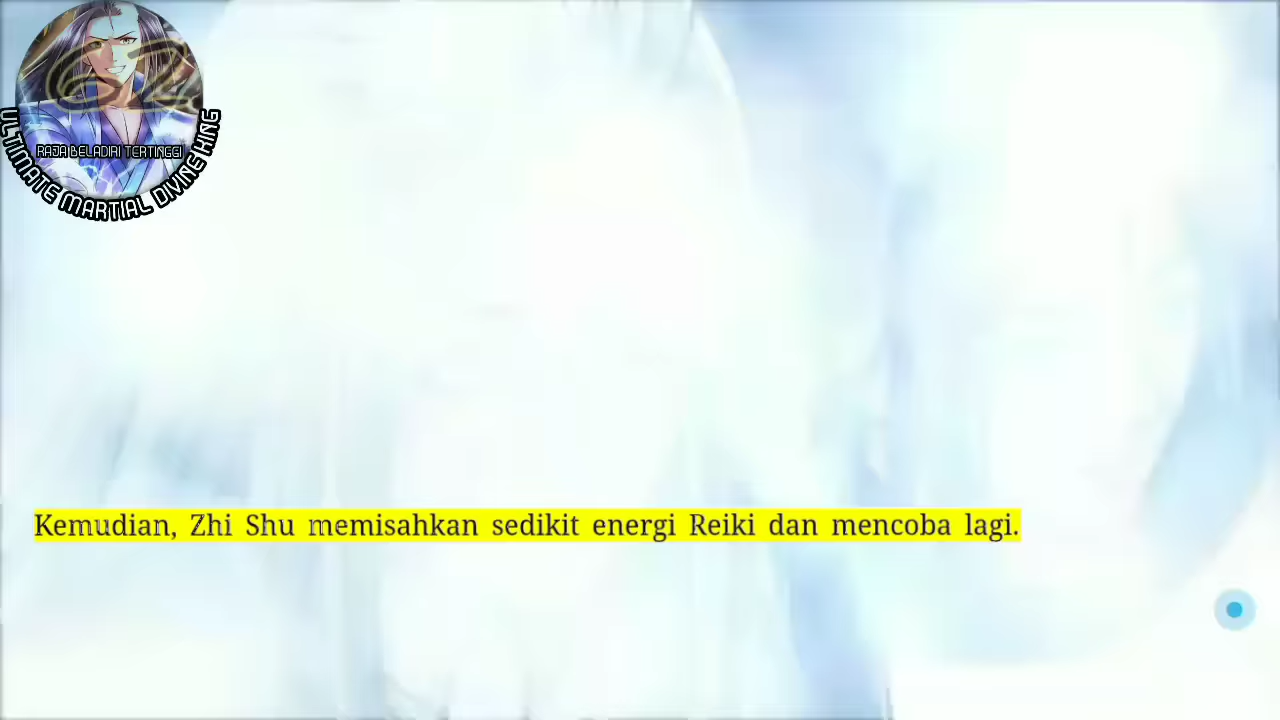 RAJA BELADIRI TERTINGGI
ULTIMATE MARTIAL DIVINE KING
Kemudian, Zhi Shu memisahkan sedikit energi Reiki dan mencoba lagi.